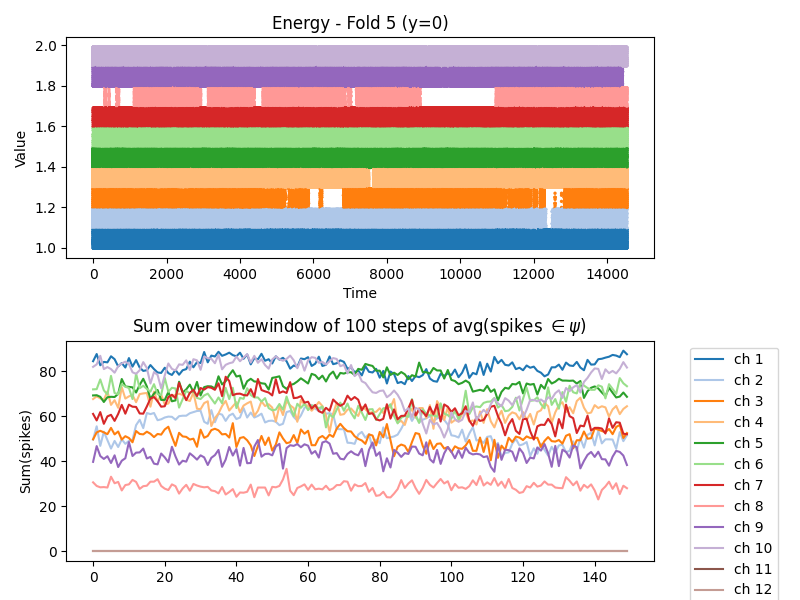 Energy - Fold 5 (y=0)
2.0
1.8
1.6
1.4
1.2
1.0
Value
0 2000 4000 6000 8000 10000 12000 14000
Time
Sum over timewindow of 100 steps of avg(spikes ∈ ψ)
80
60
40
20
0
Sum(spikes)
0 20 40 60 80 100 120 140
ch 1
ch 2
ch 3
ch 4
ch 5
ch 6
ch 7
ch 8
ch 9
ch 10
ch 11
ch 12